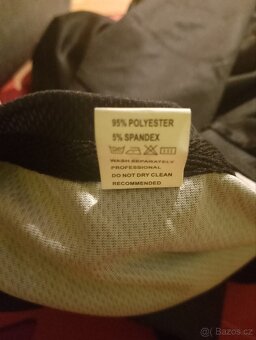 95% POLYESTER
5% SPANDEX
WASH SEPARATELY
PROFESSIONAL
DO NOT DRY CLEAN
RECOMMENDED
Bazos.cz